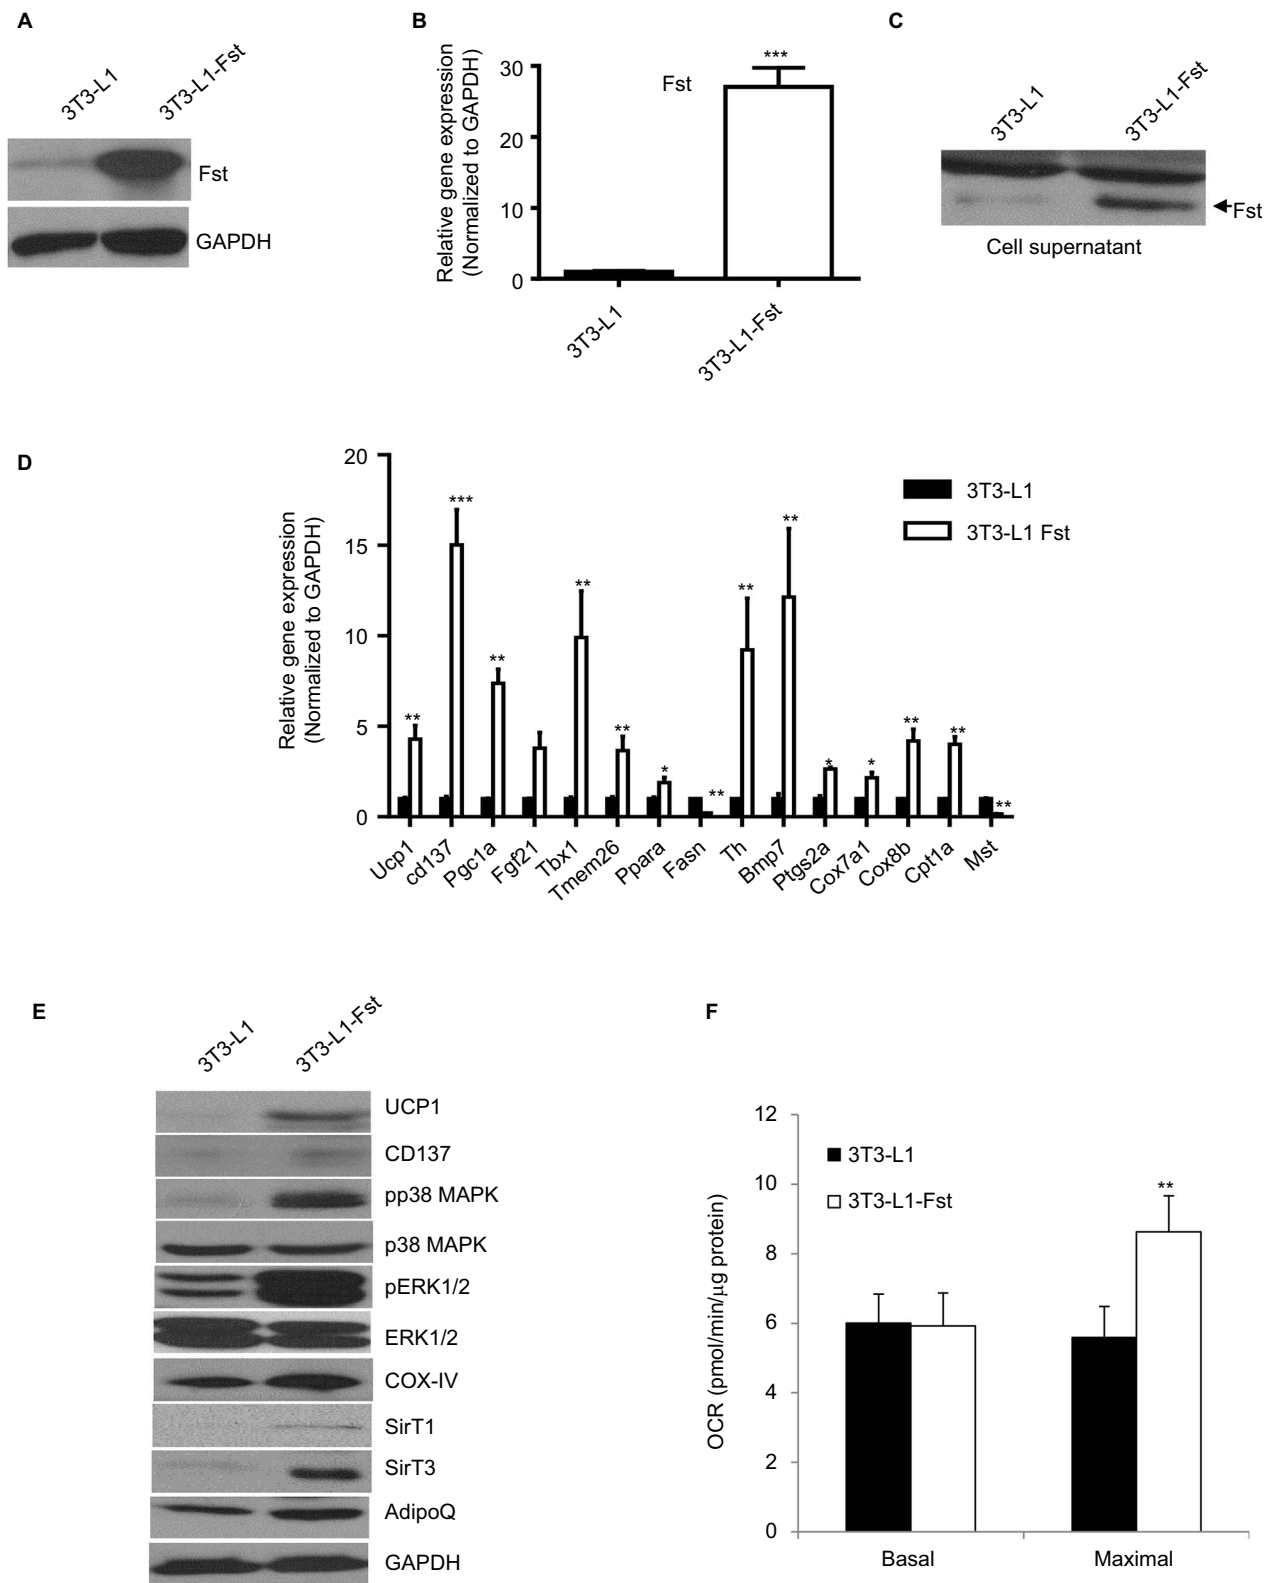 A
3T3-L1
3T3-L1-Fst
Fst
GAPDH
B
Relative gene expression
(Normalized to GAPDH)
30
20
10
0
Fst
***
3T3-L1
3T3-L1-Fst
C
3T3-L1
3T3-L1-Fst
Fst
Cell supernatant
D
Relative gene expression
(Normalized to GAPDH)
20
15
10
5
0
**
***
**
**
**
*
**
**
**
*
*
**
**
**
3T3-L1
3T3-L1 Fst
Ucp1
cd137
Pgc1a
Fgf21
Tbx1
Tmem26
Ppara
Fasn
Th
Bmp7
Ptgs2a
Cox7a1
Cox8b
Cpt1a
Mst
E
3T3-L1
3T3-L1-Fst
UCP1
CD137
pp38 MAPK
p38 MAPK
pERK1/2
ERK1/2
COX-IV
SirT1
SirT3
AdipoQ
GAPDH
F
OCR (pmol/min/µg protein)
12
10
8
6
4
2
0
3T3-L1
3T3-L1-Fst
**
Basal
Maximal